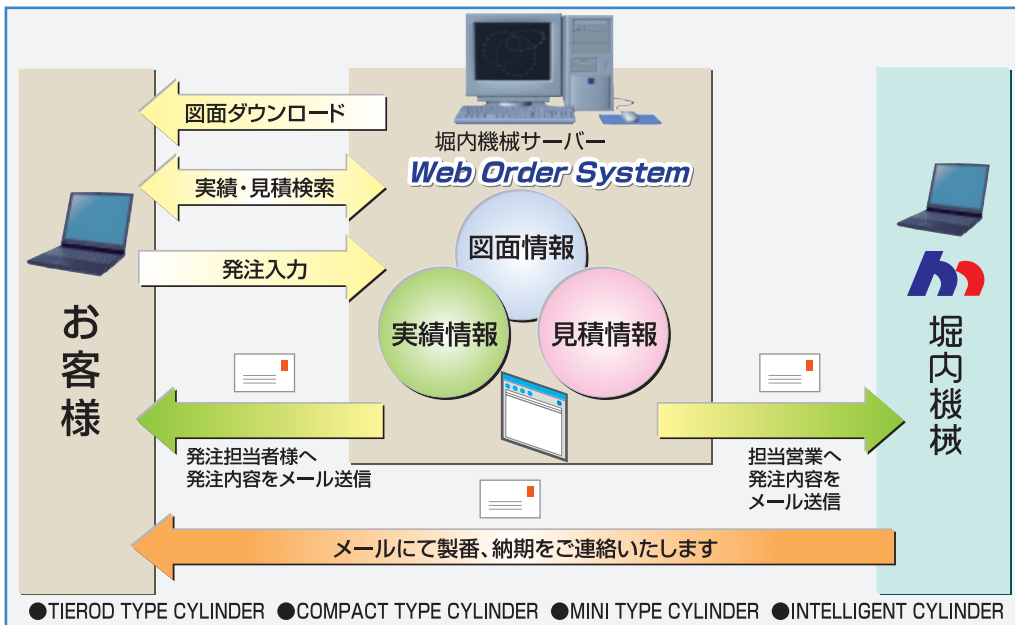 図面ダウンロード
堀内機械サーバー
Web Order System
実績・見積検索
発注入力
図面情報
実績情報
見積情報
お客様
堀内機械
発注担当者様へ
発注内容をメール送信
担当営業へ
発注内容を
メール送信
メールにて製番、納期をご連絡いたします
●TIEROD TYPE CYLINDER ●COMPACT TYPE CYLINDER ●MINI TYPE CYLINDER ●INTELLIGENT CYLINDER